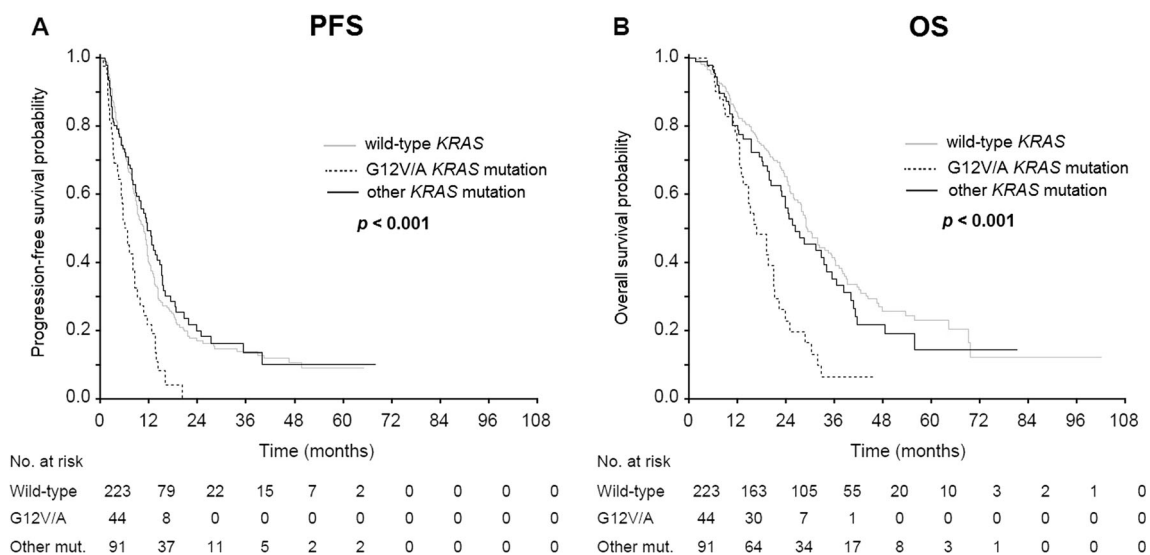 A
PFS
1.0
0.8
0.6
0.4
0.2
0.0
Progression-free survival probability
wild-type KRAS
G12V/A KRAS mutation
other KRAS mutation
p < 0.001
0 12 24 36 48 60 72 84 96 108
Time (months)
No. at risk
Wild-type 223 79 22 15 7 2 0 0 0 0
G12V/A 44 8 0 0 0 0 0 0 0 0
Other mut. 91 37 11 5 2 2 0 0 0 0
B
OS
1.0
0.8
0.6
0.4
0.2
0.0
Overall survival probability
wild-type KRAS
G12V/A KRAS mutation
other KRAS mutation
p < 0.001
0 12 24 36 48 60 72 84 96 108
Time (months)
No. at risk
Wild-type 223 163 105 55 20 10 3 2 1 0
G12V/A 44 30 7 1 0 0 0 0 0 0
Other mut. 91 64 34 17 8 3 1 0 0 0